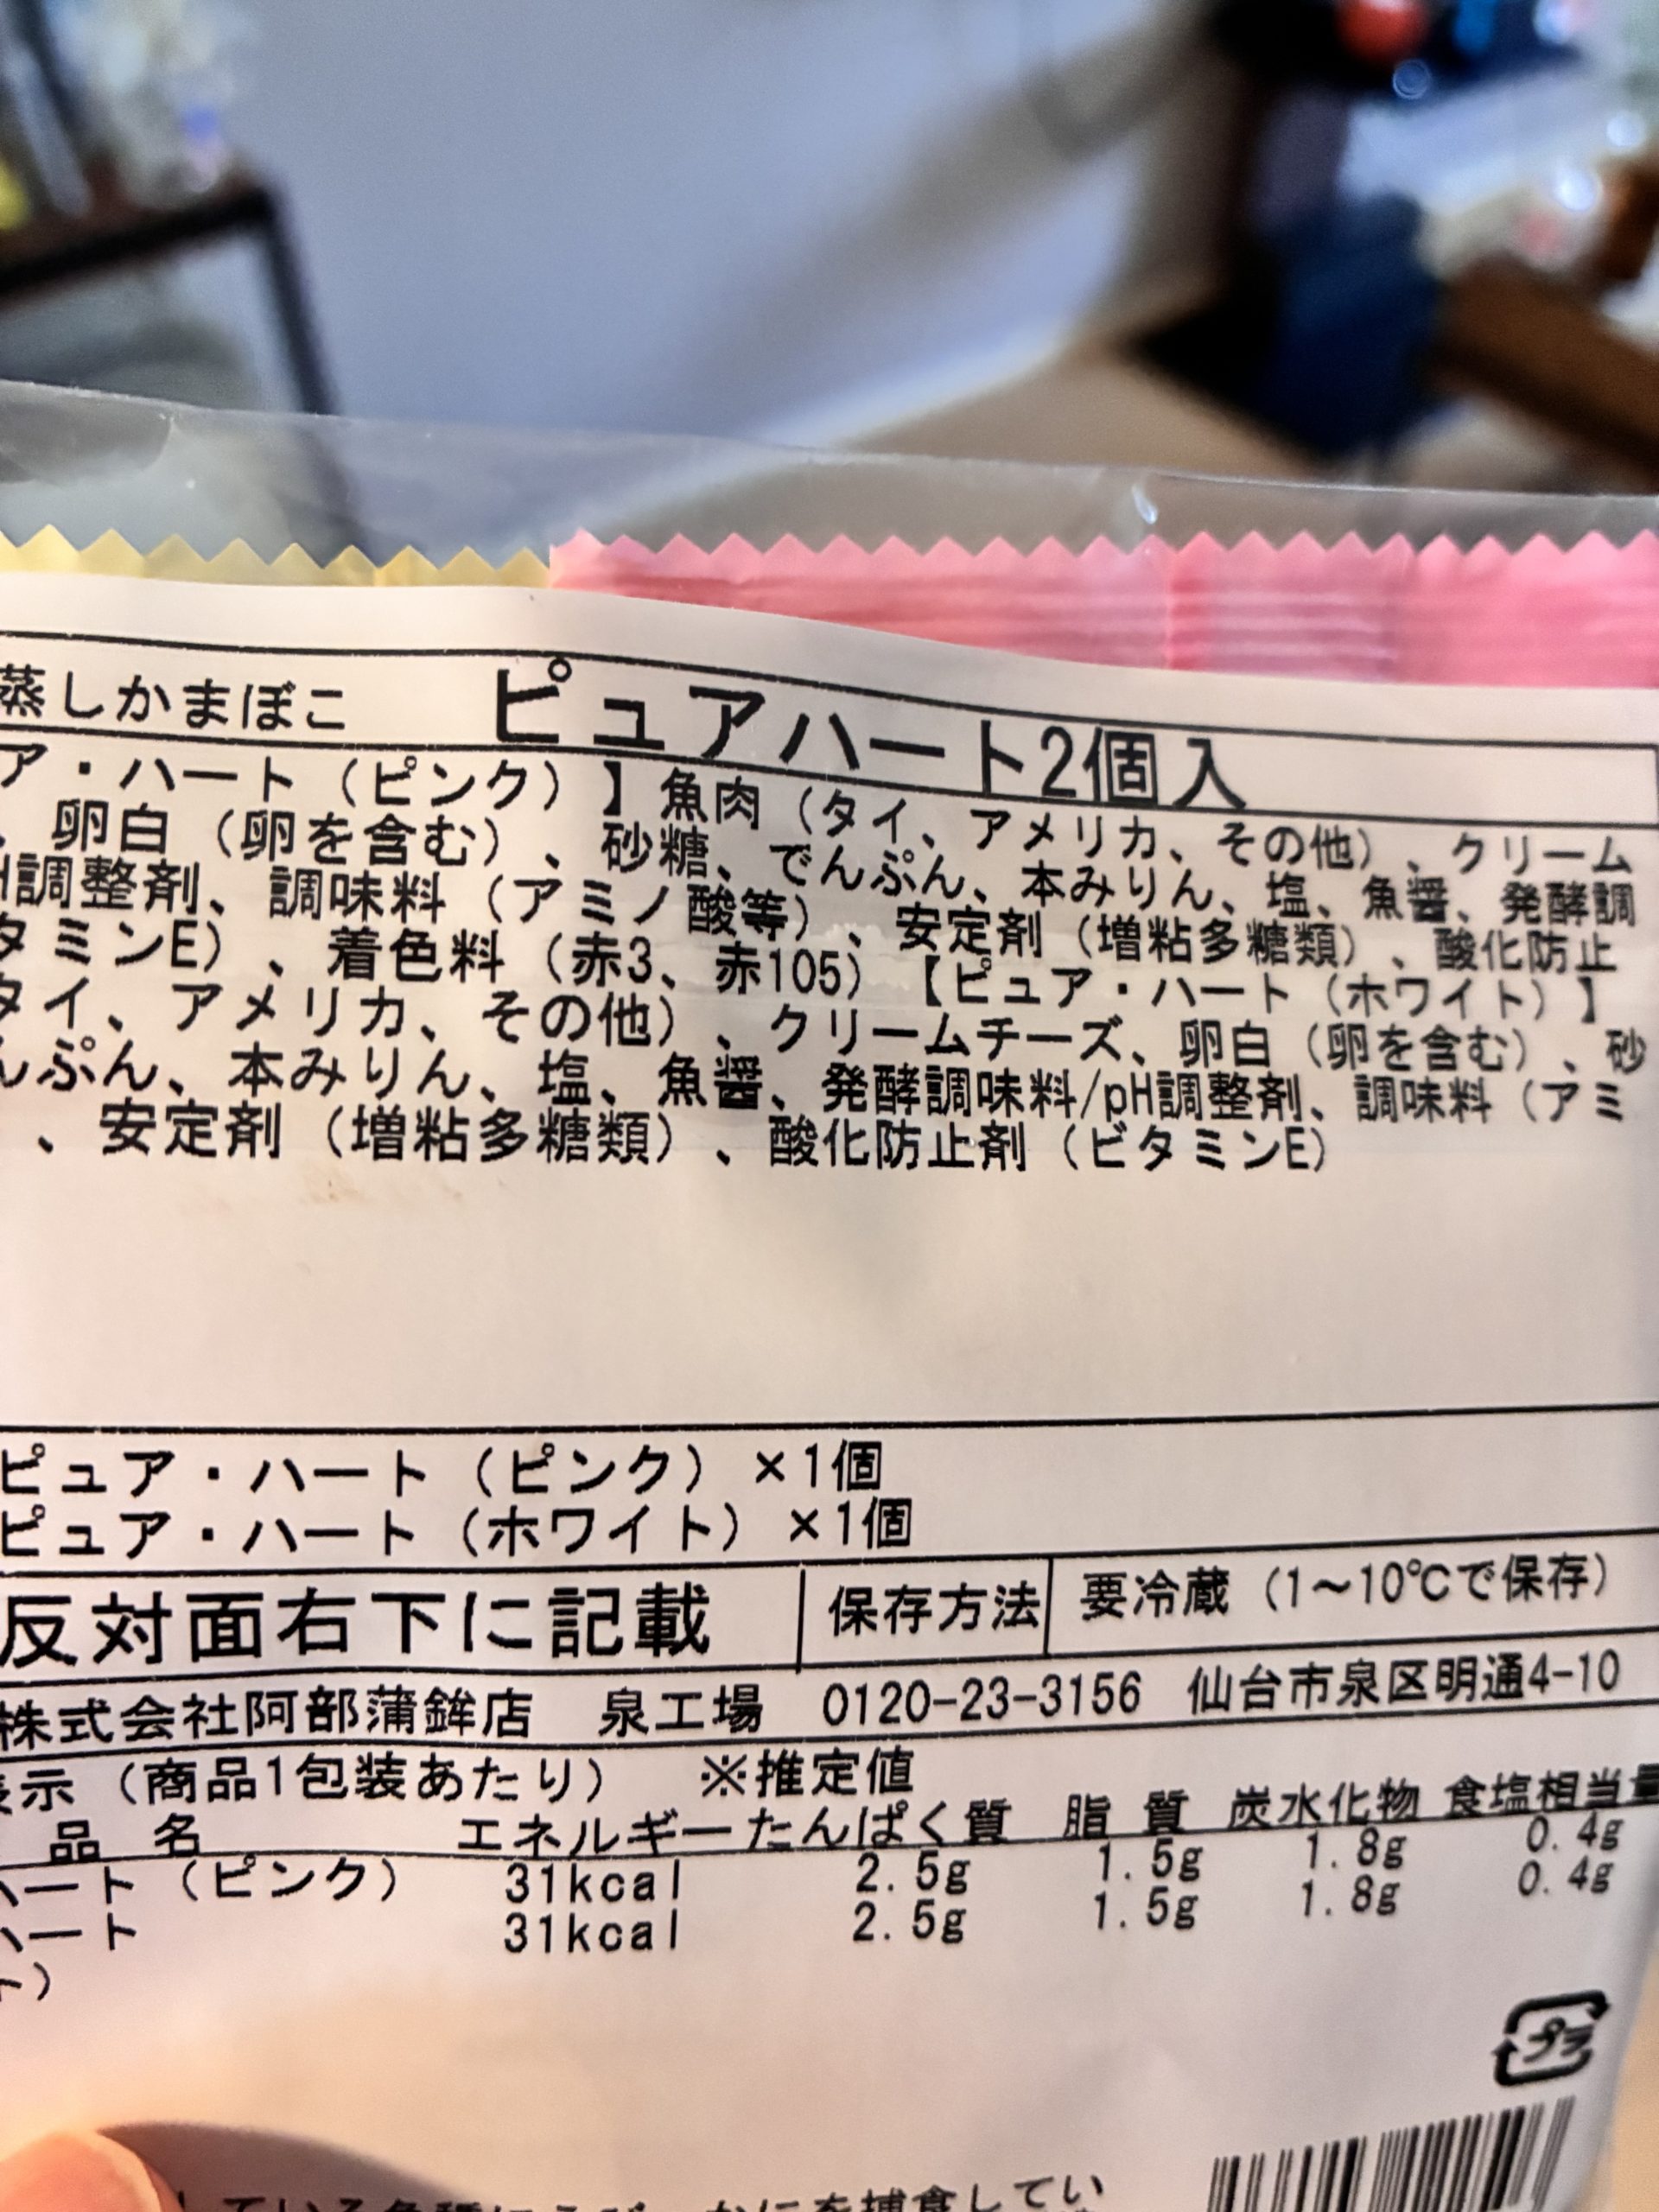 蒸しかまぼこ ピュアハート2個入
ア・ハート（ピンク）】魚肉（タイ、アメリカ、その他）、クリーム
、卵白（卵を含む）、砂糖、でんぷん、本みりん、塩、魚醤、発酵調
H調整剤、調味料（アミノ酸等）、安定剤（増粘多糖類）、酸化防止
タミンE）、着色料（赤3、赤105）【ピュア・ハート（ホワイト）】
タイ、アメリカ、その他）、クリームチーズ、卵白（卵を含む）、砂
んぷん、本みりん、塩、魚醤、発酵調味料/pH調整剤、調味料（アミ
、安定剤（増粘多糖類）、酸化防止剤（ビタミンE）
ピュア・ハート（ピンク）×1個
ピュア・ハート（ホワイト）×1個
反対面右下に記載 保存方法 要冷蔵（1～10℃で保存）
株式会社阿部蒲鉾店 泉工場 0120-23-3156 仙台市泉区明通4-10
表示（商品1包装あたり） ※推定値
品名 エネルギー たんぱく質 脂質 炭水化物 食塩相当量
ハート（ピンク） 31kcal 2.5g 1.5g 1.8g 0.4g
ハート 31kcal 2.5g 1.5g 1.8g 0.4g
ト）
プラ